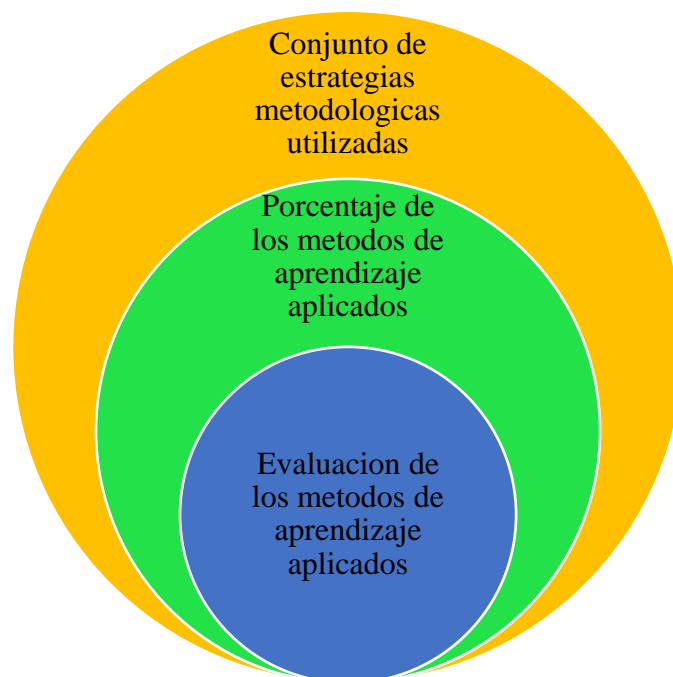 Conjunto de
estrategias
metodologicas
utilizadas
Porcentaje de
los metodos de
aprendizaje
aplicados
Evaluacion de
los metodos de
aprendizaje
aplicados